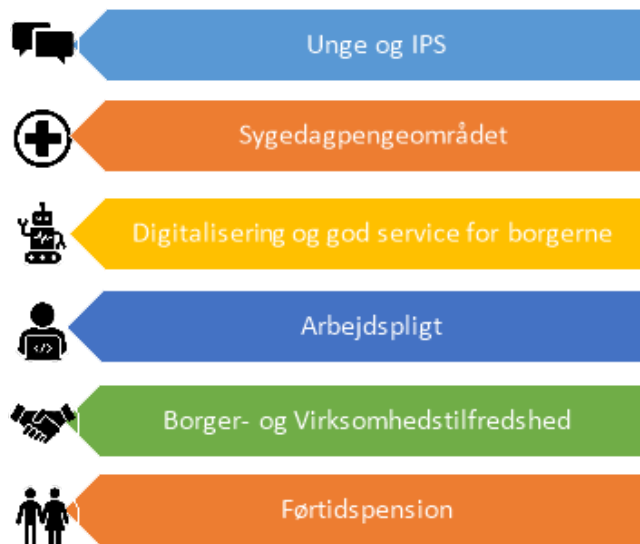 Unge og IPS
Sygedagpengeområdet
Digitalisering og god service for borgerne
Arbejdspligt
Borger- og Virksomhedstilfredshed
Førtidspension